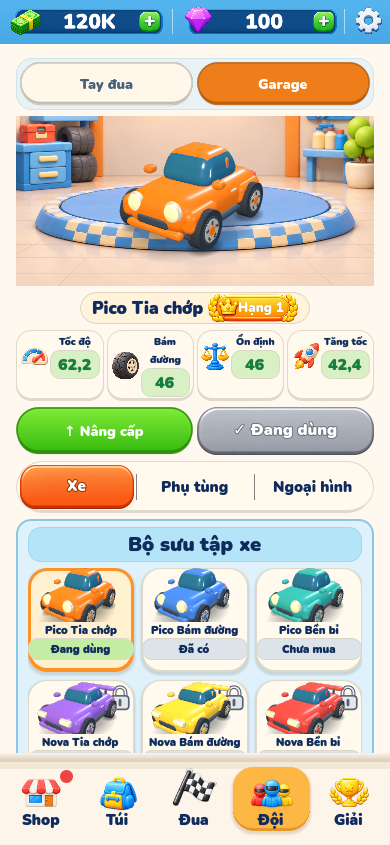 120K
100
Tay đua
Garage
Pico Tia chớp
Hạng 1
Tốc độ
62,2
Bám đường
46
Ổn định
46
Tăng tốc
42,4
↑ Nâng cấp
✓ Đang dùng
Xe
Phụ tùng
Ngoại hình
Bộ sưu tập xe
Pico Tia chớp
Đang dùng
Pico Bám đường
Đã có
Pico Bền bỉ
Chưa mua
Nova Tia chớp
Nova Bám đường
Nova Bền bỉ
Shop
Túi
Đua
Đội
Giải